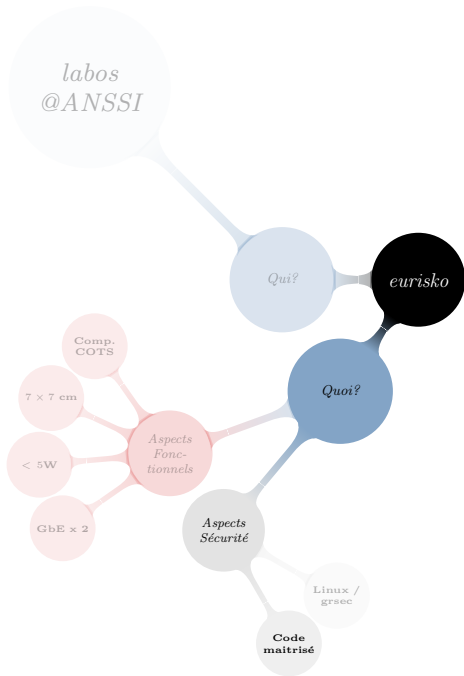 labos
@ANSSI
Qui?
eurisko
Comp.
COTS
Quoi?
7 × 7 cm
Aspects
Fonc-
tionnels
< 5W
GbE x 2
Aspects
Sécurité
Linux /
grsec
Code
maitrisé